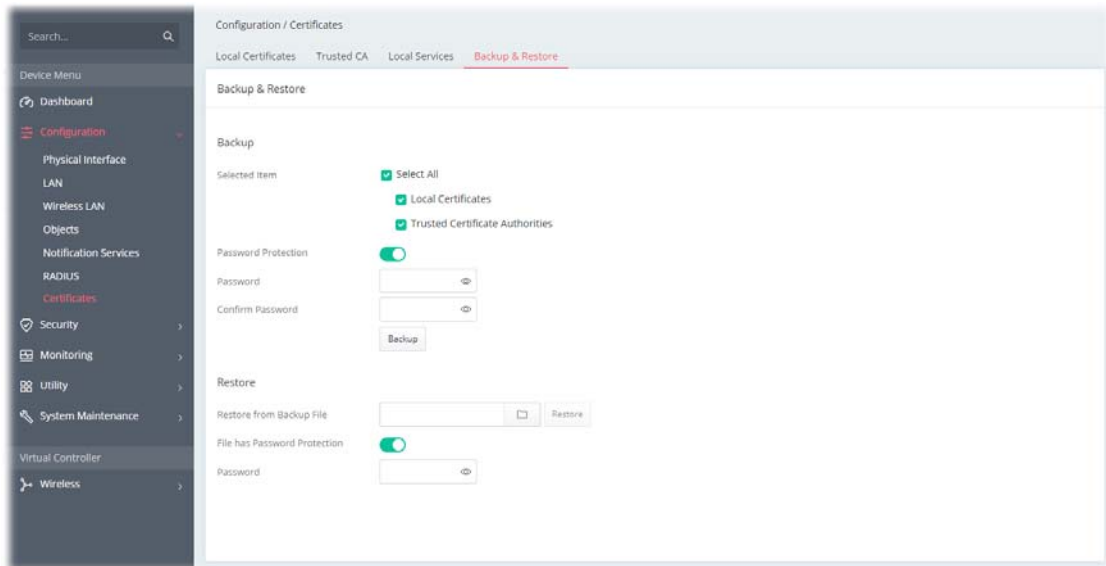 Search...
Device Menu
Dashboard
Configuration
Physical Interface
LAN
Wireless LAN
Objects
Notification Services
RADIUS
Certificates
Security
Monitoring
Utility
System Maintenance
Virtual Controller
Wireless
Configuration / Certificates
Local Certificates Trusted CA Local Services Backup & Restore
Backup & Restore
Backup
Selected Item Select All
Local Certificates
Trusted Certificate Authorities
Password Protection
Password
Confirm Password
Backup
Restore
Restore from Backup File Restore
File has Password Protection
Password